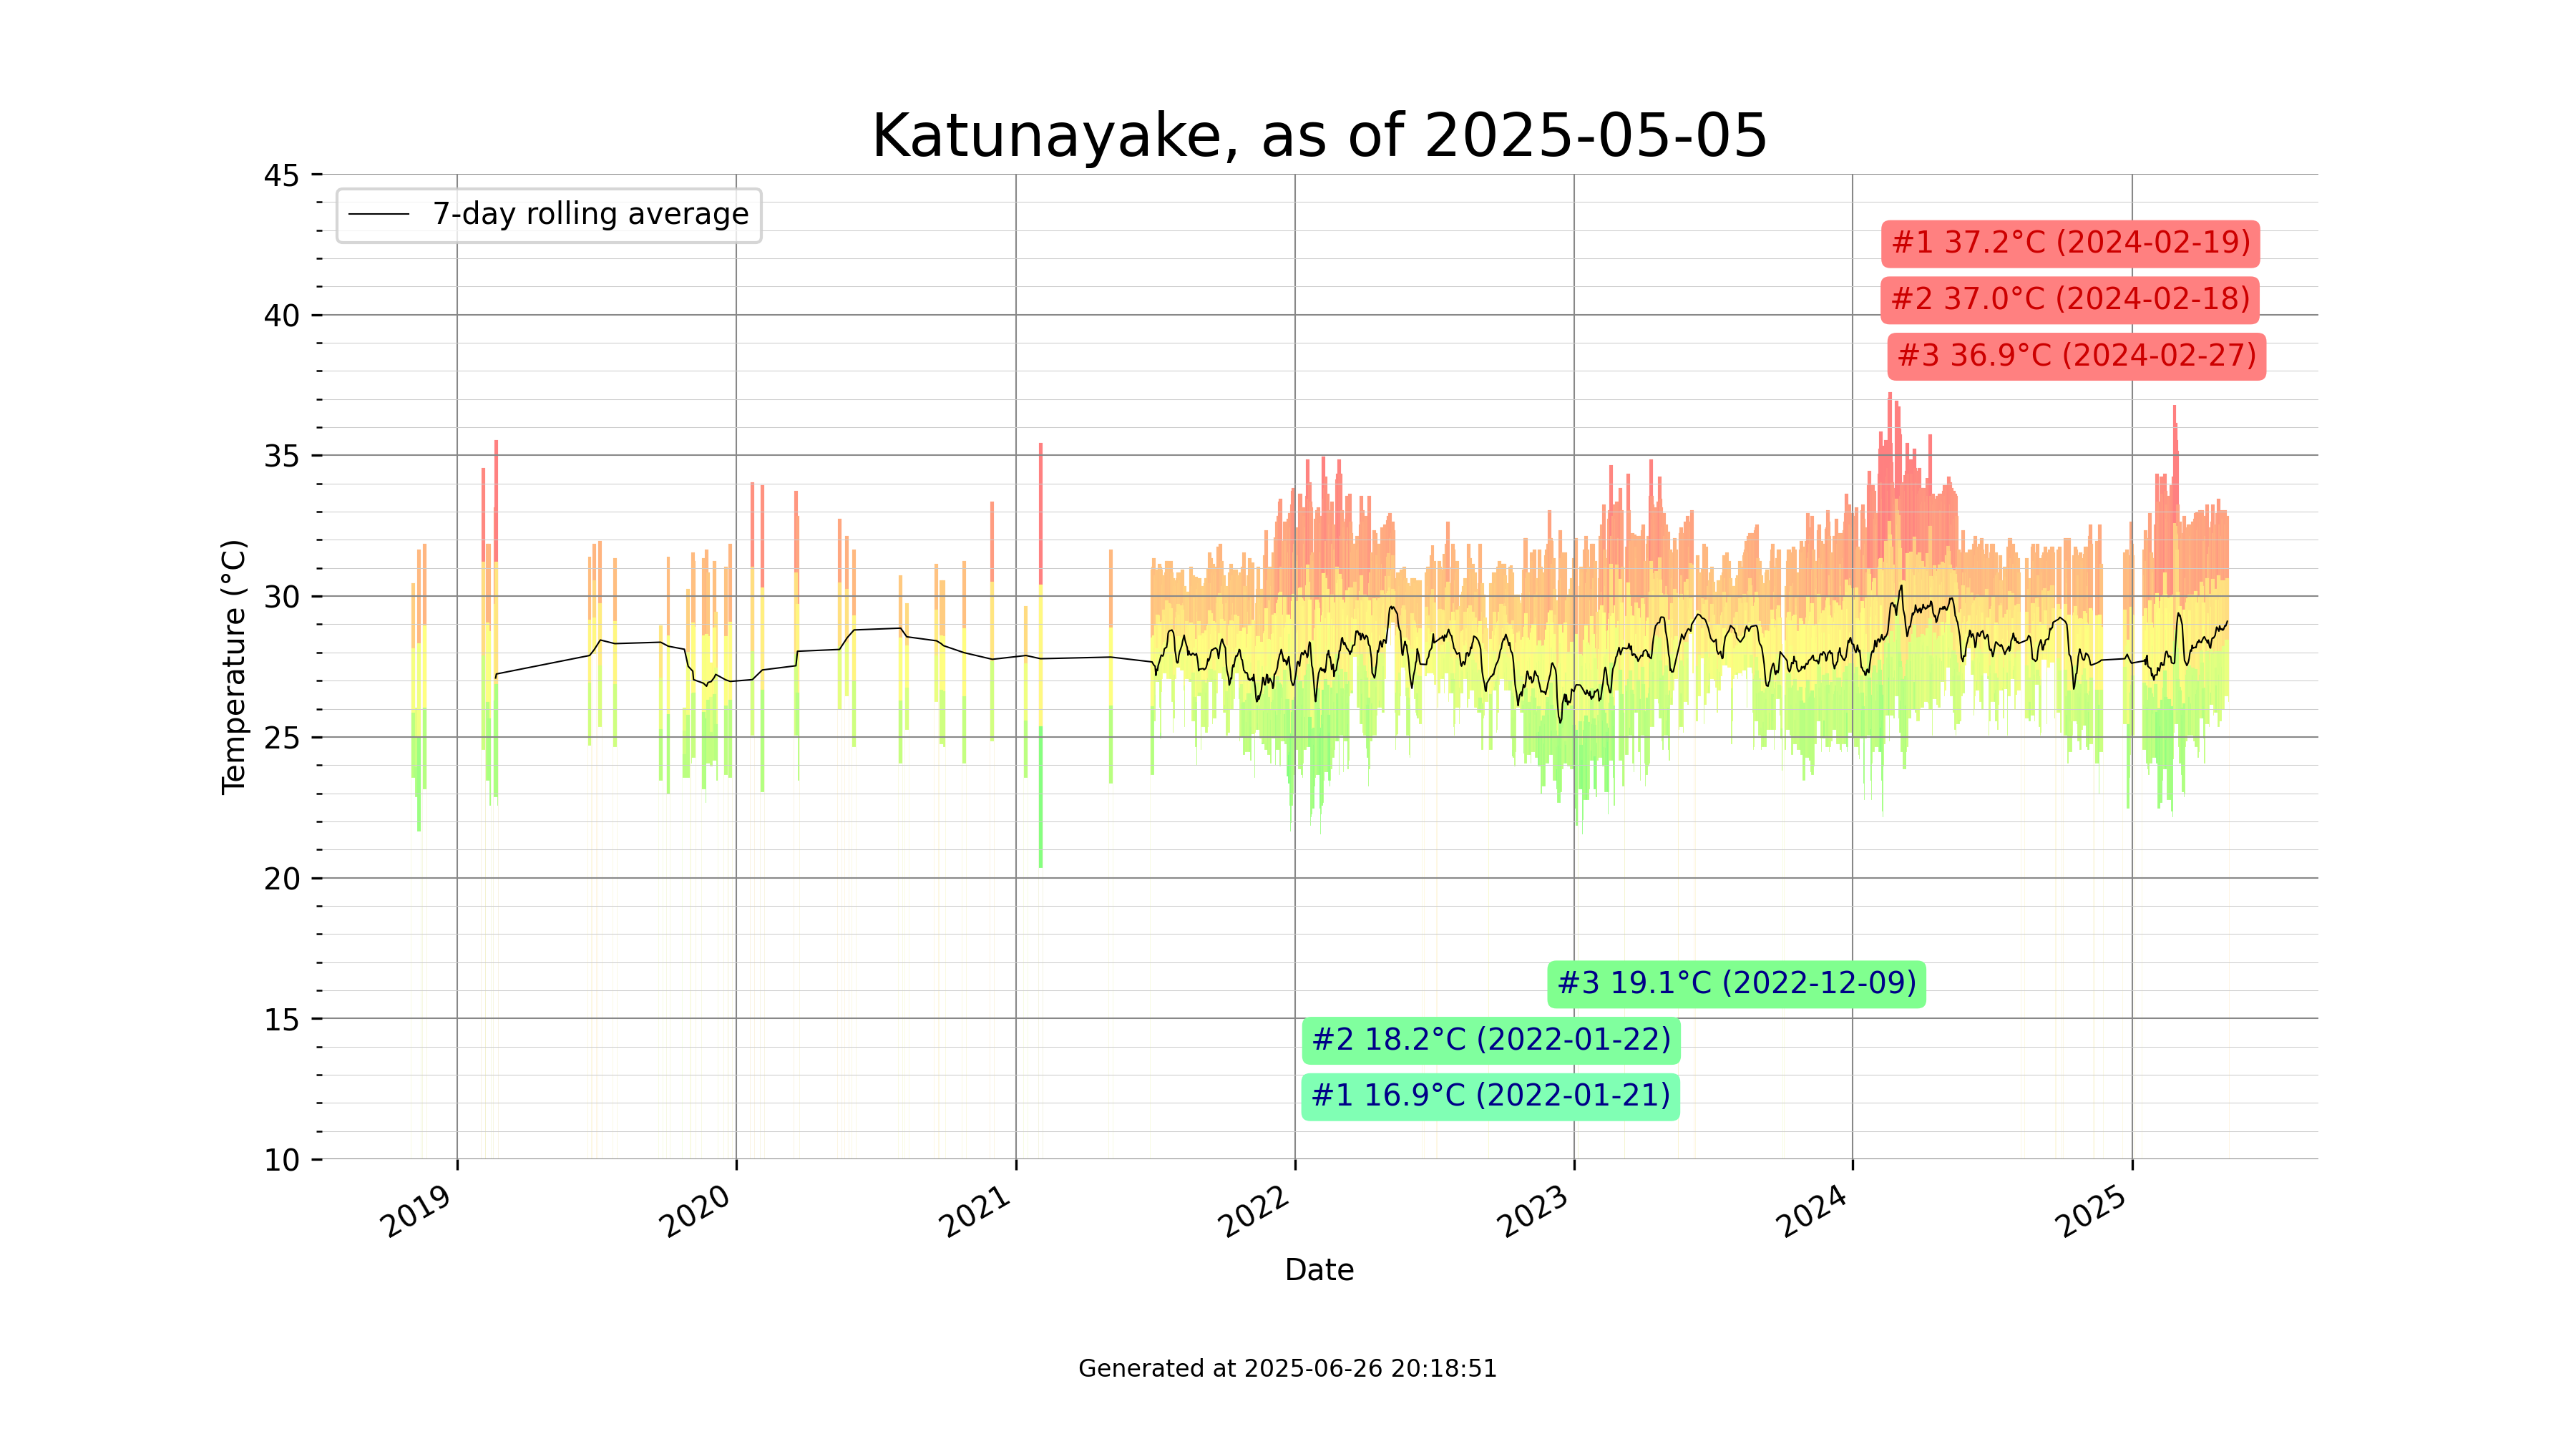 Katunayake, as of 2025-05-05
45
7-day rolling average
#1 37.2°C (2024-02-19)
#2 37.0°C (2024-02-18)
40
#3 36.9°C (2024-02-27)
35
30
Temperature (°C)
25
20
#3 19.1°C (2022-12-09)
15
#2 18.2°C (2022-01-22)
#1 16.9°C (2022-01-21)
10
2019 2020 2021 2022 2023 2024 2025
Date
Generated at 2025-06-26 20:18:51